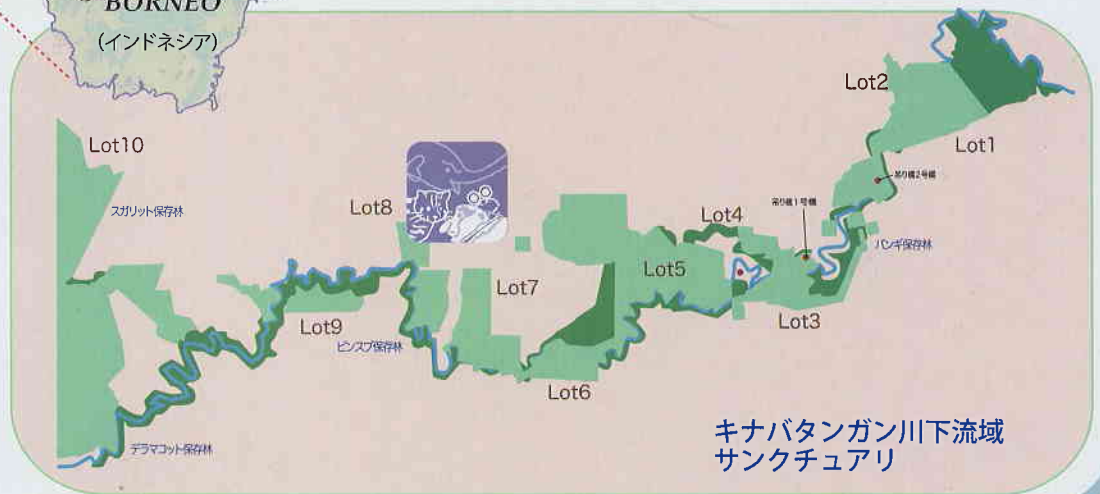 BORNEO
(インドネシア)
Lot10
スガリット保存林
Lot8
Lot7
Lot9
ピンスプ保存林
デラマコット保存林
Lot6
Lot5
Lot4
吊り橋1号橋
Lot3
Lot2
Lot1
吊り橋2号橋
パンギ保存林
キナバタンガン川下流域
サンクチュアリ